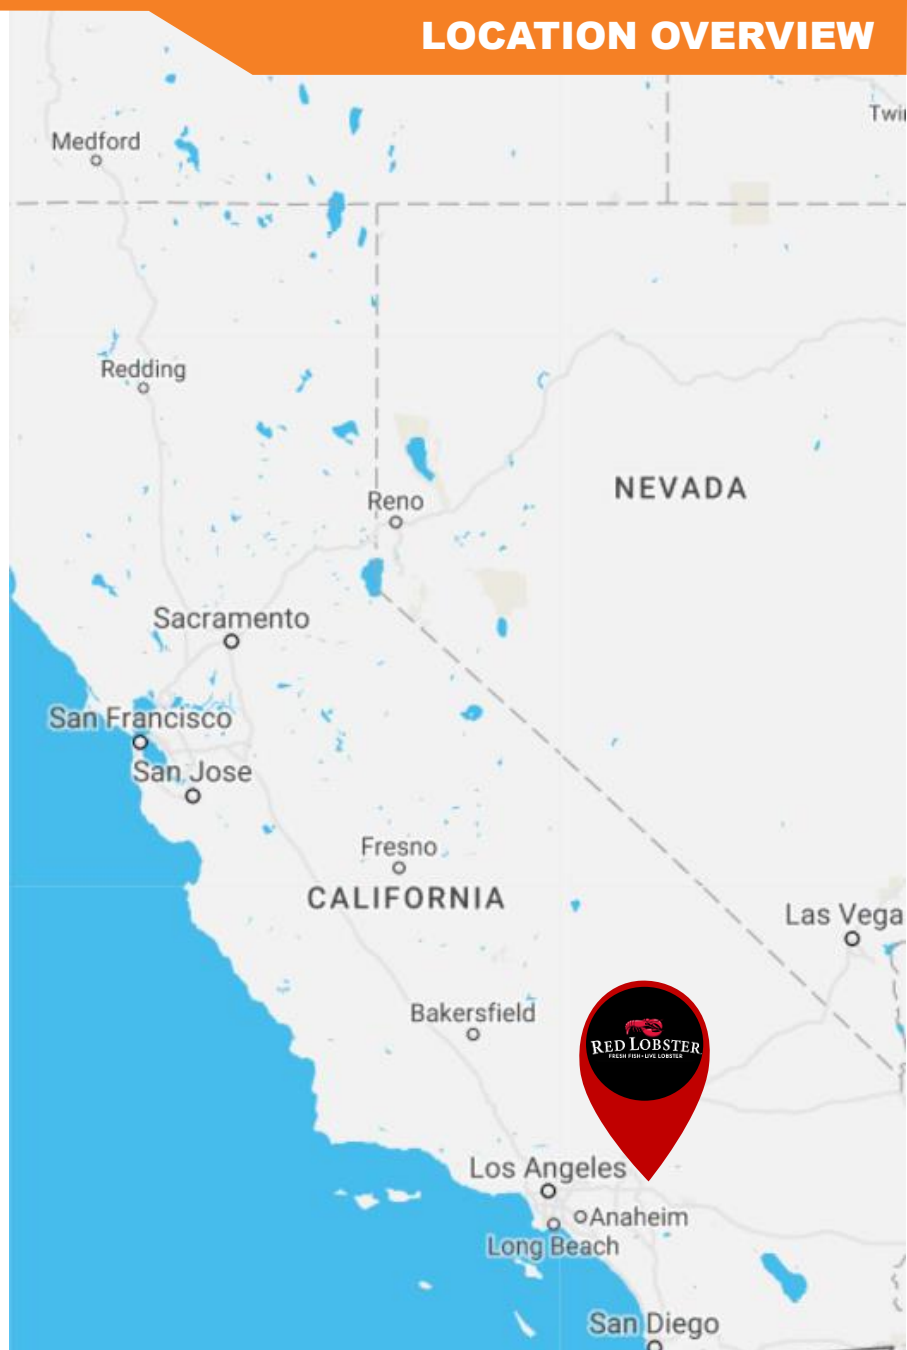 LOCATION OVERVIEW
Twi
Medford
Redding
Reno
NEVADA
Sacramento
San Francisco
San Jose
Fresno
CALIFORNIA
Las Vega
Bakersfield
RED LOBSTER
FRESH FISH • LIVE LOBSTER
Los Angeles
Anaheim
Long Beach
San Diego